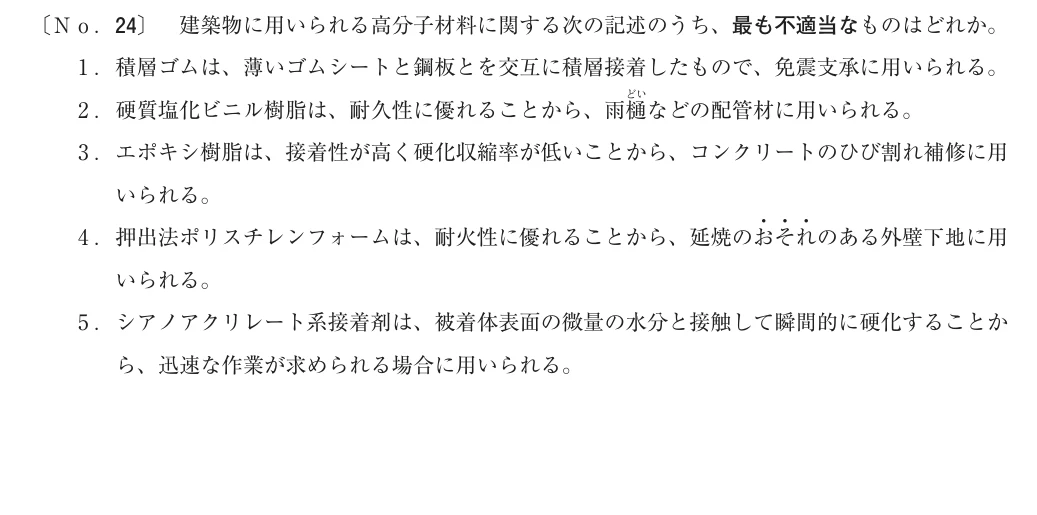 〔Ｎｏ．24〕　建築物に用いられる高分子材料に関する次の記述のうち、最も不適当なものはどれか。
１．積層ゴムは、薄いゴムシートと鋼板とを交互に積層接着したもので、免震支承に用いられる。
２．硬質塩化ビニル樹脂は、耐久性に優れることから、雨樋どいなどの配管材に用いられる。
３．エポキシ樹脂は、接着性が高く硬化収縮率が低いことから、コンクリートのひび割れ補修に用
いられる。
４．押出法ポリスチレンフォームは、耐火性に優れることから、延焼のおそれのある外壁下地に用
いられる。
５．シアノアクリレート系接着剤は、被着体表面の微量の水分と接触して瞬間的に硬化することか
ら、迅速な作業が求められる場合に用いられる。